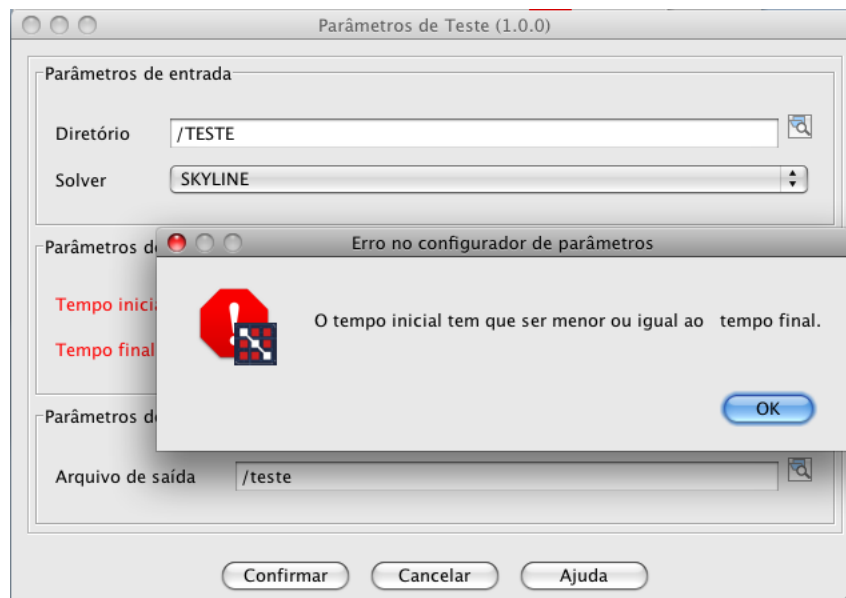 Parâmetros de Teste (1.0.0)
Parâmetros de entrada
Diretório /TESTE
Solver SKYLINE
Parâmetros
Erro no configurador de parâmetros
Tempo
Tempo final
O tempo inicial tem que ser menor ou igual ao tempo final.
OK
Parâmetros
Arquivo de saída /teste
Confirmar Cancelar Ajuda